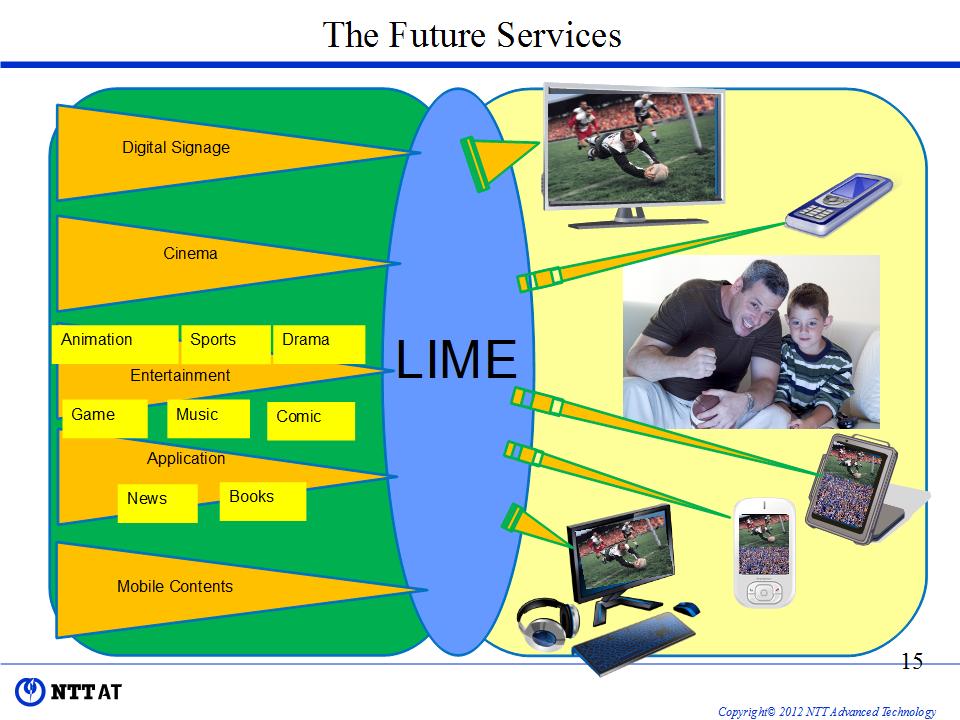 The Future Services
Digital Signage
Cinema
Animation
Sports
Drama
Entertainment
Game
Music
Comic
Application
News
Books
Mobile Contents
LIME
15
NTT AT
Copyright© 2012 NTT Advanced Technology